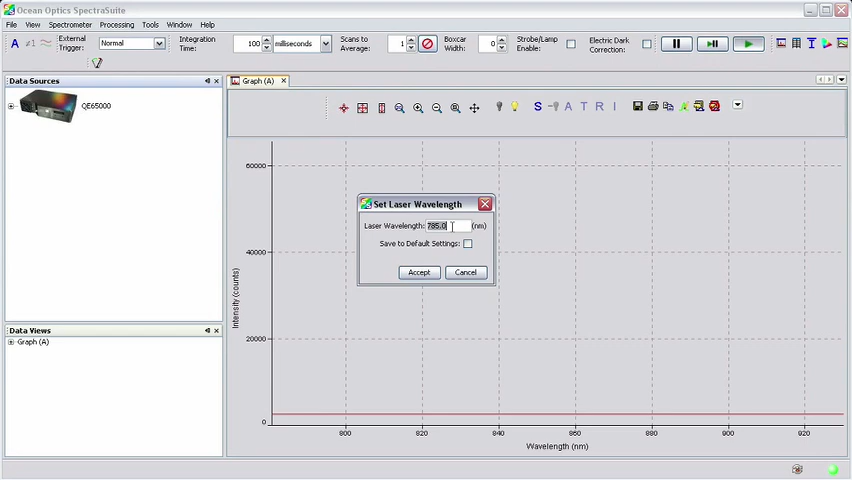 Ocean Optics SpectraSuite
File View Spectrometer Processing Tools Window Help
A ≠1 External Trigger: Normal Integration Time: 100 milliseconds Scans to Average: 1 Boxcar Width: 0 Strobe/Lamp Enable: Electric Dark Correction:
Data Sources
QE65000
Data Views
Graph (A)
Graph (A)
S A T R I
Intensity (counts)
60000
40000
20000
0
800 820 840 860 880 900 920
Wavelength (nm)
Set Laser Wavelength
Laser Wavelength: 785.0 (nm)
Save to Default Settings:
Accept Cancel